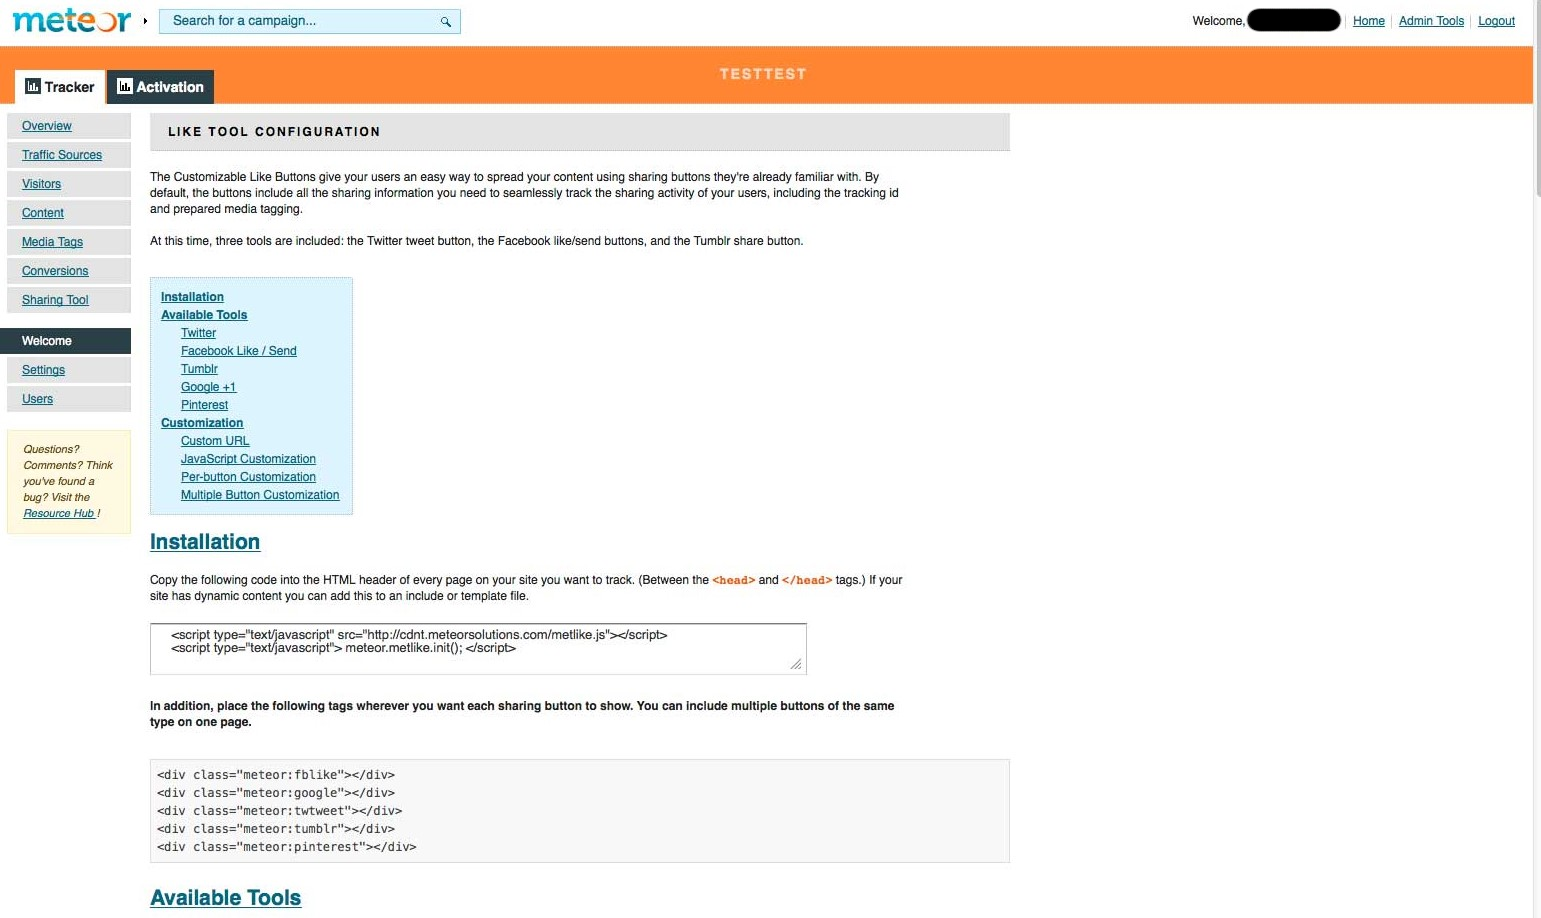 meteor
Search for a campaign...
Welcome,
Home
Admin Tools
Logout
Tracker
Activation
TESTTEST
Overview
Traffic Sources
Visitors
Content
Media Tags
Conversions
Sharing Tool
Welcome
Settings
Users
Questions?
Comments? Think
you've found a
bug? Visit the
Resource Hub !
LIKE TOOL CONFIGURATION
The Customizable Like Buttons give your users an easy way to spread your content using sharing buttons they're already familiar with. By
default, the buttons include all the sharing information you need to seamlessly track the sharing activity of your users, including the tracking id
and prepared media tagging.
At this time, three tools are included: the Twitter tweet button, the Facebook like/send buttons, and the Tumblr share button.
Installation
Available Tools
Twitter
Facebook Like / Send
Tumblr
Google +1
Pinterest
Customization
Custom URL
JavaScript Customization
Per-button Customization
Multiple Button Customization
Installation
Copy the following code into the HTML header of every page on your site you want to track. (Between the <head> and </head> tags.) If your
site has dynamic content you can add this to an include or template file.
<script type="text/javascript" src="http://cdnt.meteorsolutions.com/metlike.js"></script>
<script type="text/javascript"> meteor.metlike.init(); </script>
In addition, place the following tags wherever you want each sharing button to show. You can include multiple buttons of the same
type on one page.
<div class="meteor:fblike"></div>
<div class="meteor:google"></div>
<div class="meteor:twtweet"></div>
<div class="meteor:tumblr"></div>
<div class="meteor:pinterest"></div>
Available Tools